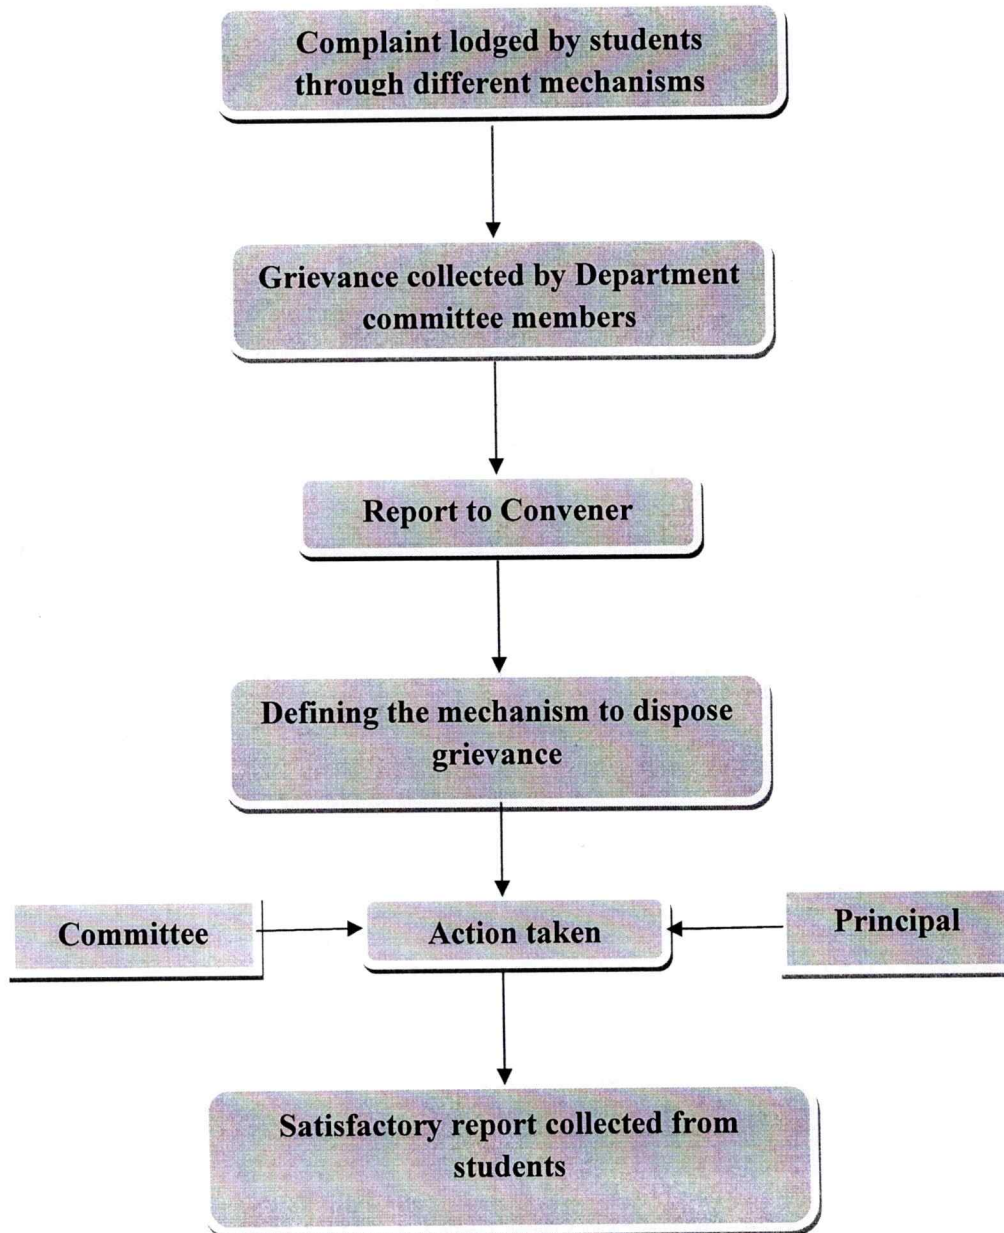 Complaint lodged by students
through different mechanisms
Grievance collected by Department
committee members
Report to Convener
Defining the mechanism to dispose
grievance
Committee
Action taken
Principal
Satisfactory report collected from
students